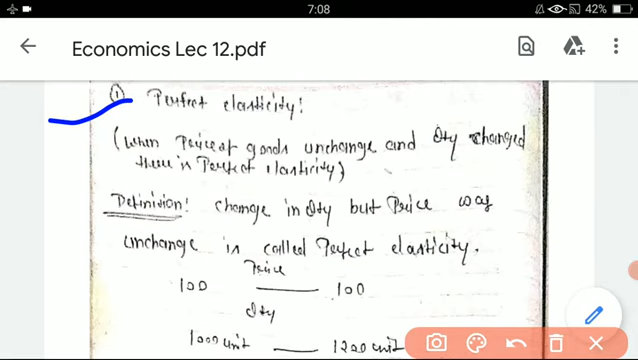 7:08
42%
Economics Lec 12.pdf
① Perfect elasticity:
(when Price of goods unchange and Qty changed
there is Perfect elasticity)
Definition: change in Qty but Price was
unchange is called Perfect elasticity.
Price
100 —— 100
Qty
1000 unit —— 1200 unit